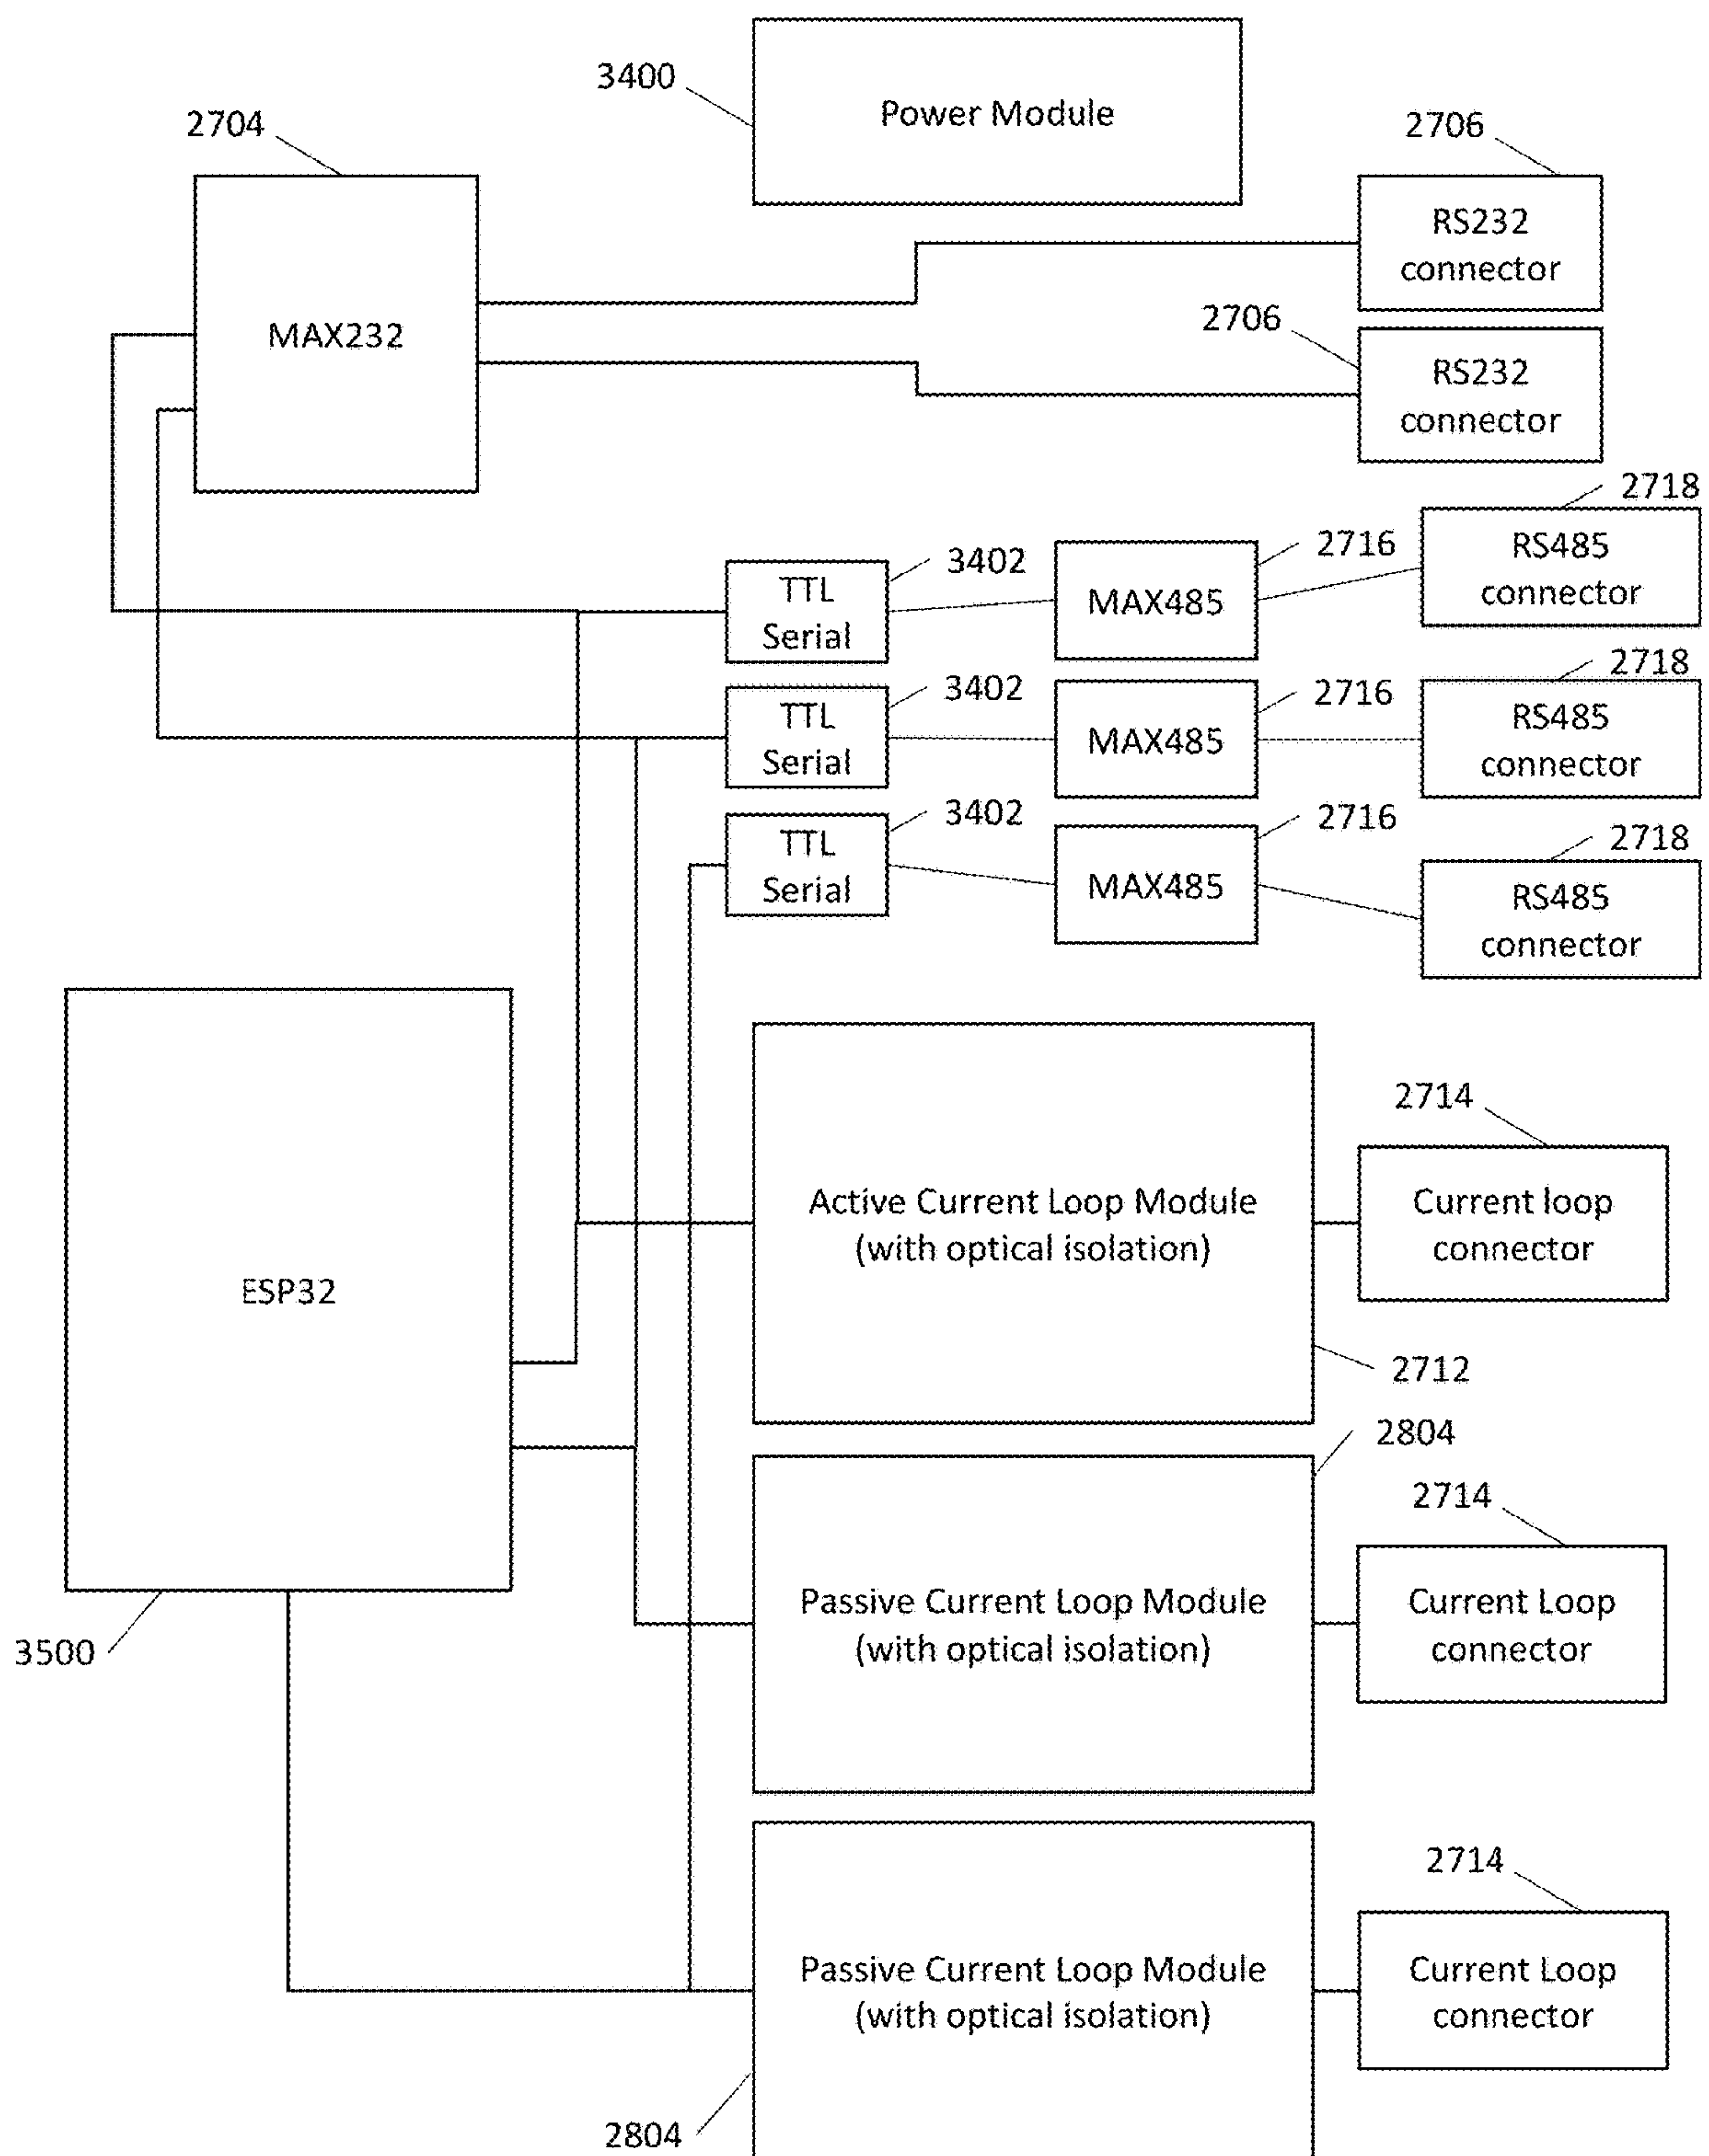 3400
Power Module
2704
2706
RS232
connector
MAX232
2706
RS232
connector
2718
RS485
connector
3402
2716
TTL
Serial
MAX485
2718
3402
2716
TTL
Serial
MAX485
RS485
connector
3402
2716
2718
TTL
Serial
MAX485
RS485
connector
2714
ESP32
Active Current Loop Module
(with optical isolation)
Current loop
connector
2712
2804
2714
3500
Passive Current Loop Module
(with optical isolation)
Current Loop
connector
2714
Passive Current Loop Module
(with optical isolation)
Current Loop
connector
2804